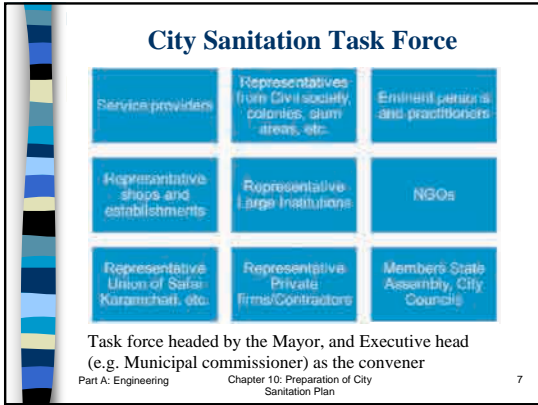 City Sanitation Task Force
Service providers
Representatives
from Civil society,
colonies, slum
areas, etc.
Eminent persons
and practitioners
Representative
shops and
establishments
Representative
Large Institutions
NGOs
Representative
Union of Safai
Karamchari. etc.
Representative
Private
firms/Contractors
Members State
Assembly, City
Councils
Task force headed by the Mayor, and Executive head
(e.g. Municipal commissioner) as the convener
Part A: Engineering
Chapter 10: Preparation of City
Sanitation Plan
7